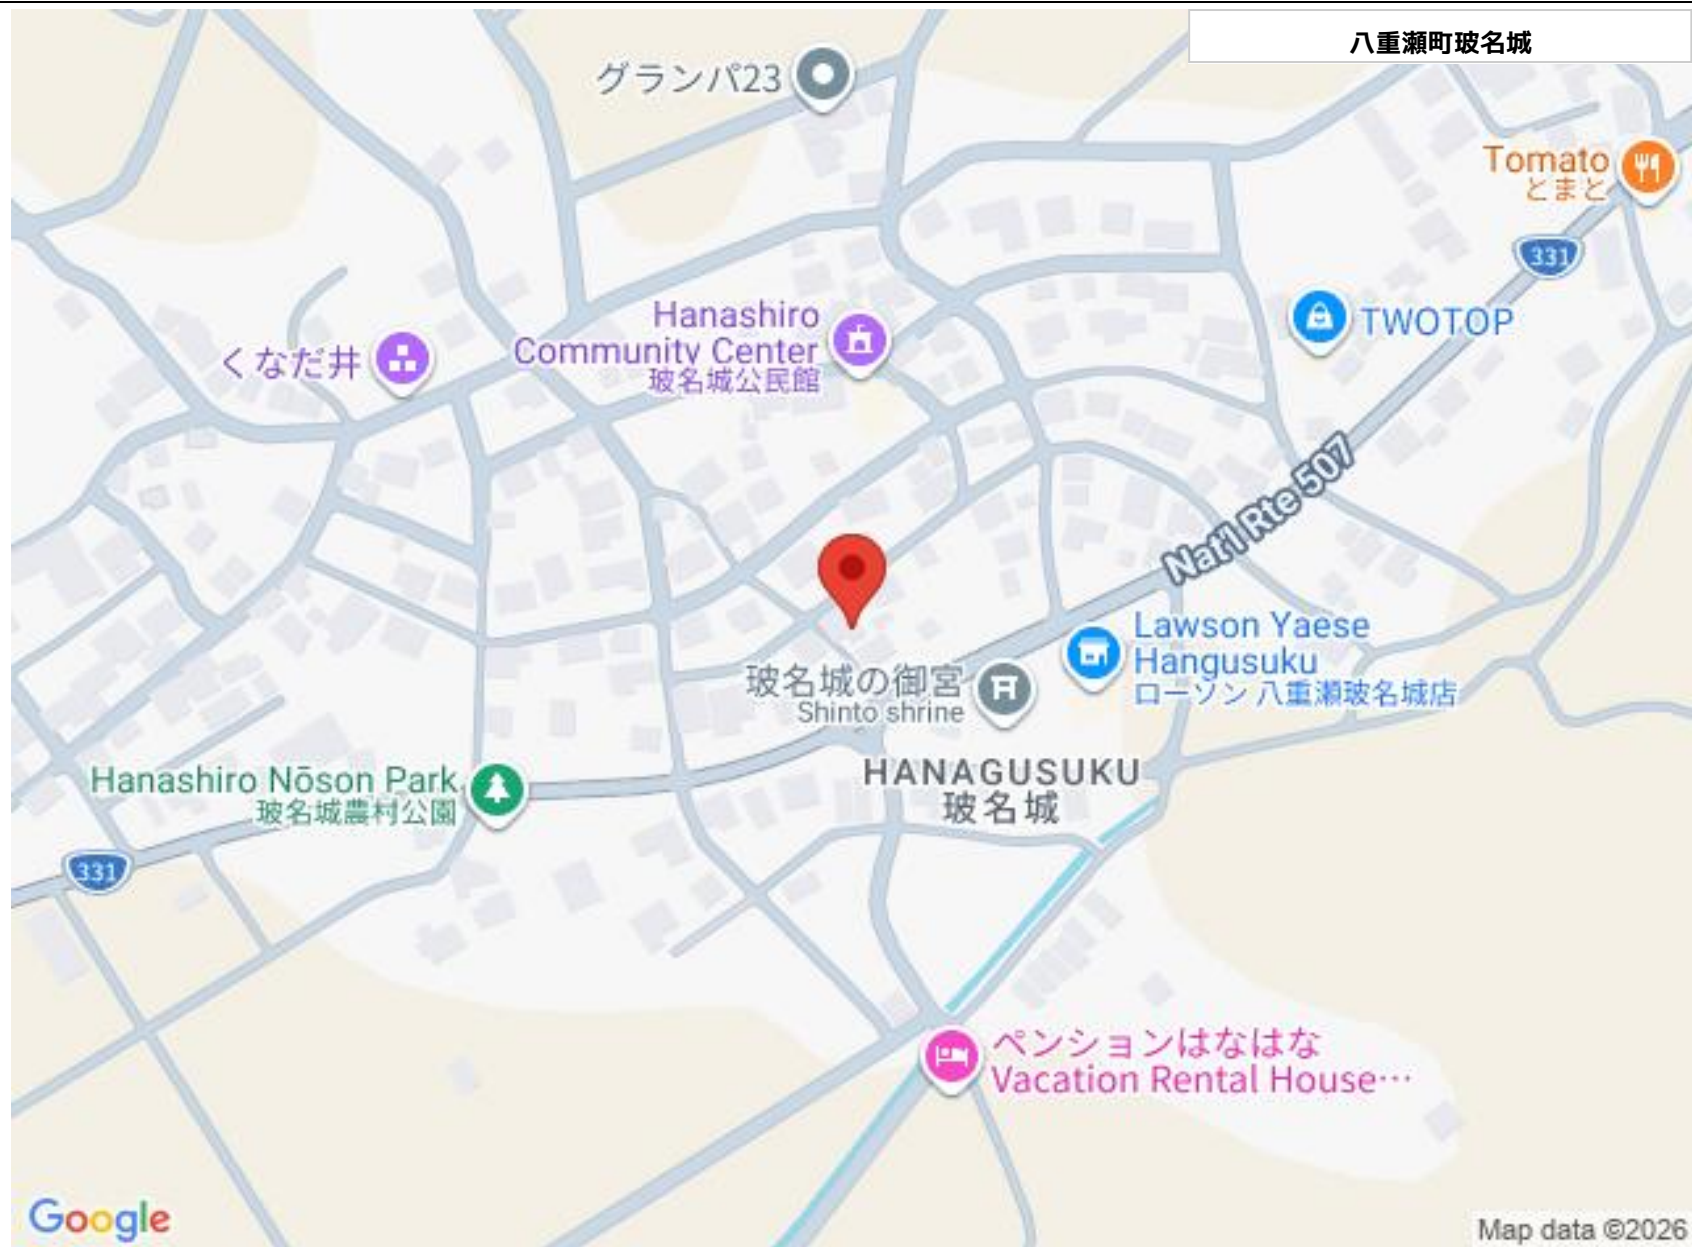 八重瀬町玻名城
グランパ23
Tomato
とまと
331
TWOTOP
Hanashiro
Community Center
玻名城公民館
くなだ井
Nat'l Rte 507
Lawson Yaese
Hangusuku
ローソン 八重瀬玻名城店
玻名城の御宮
Shinto shrine
HANAGUSUKU
玻名城
Hanashiro Nōson Park
玻名城農村公園
331
ペンションはなはな
Vacation Rental House…
Google
Map data ©2026